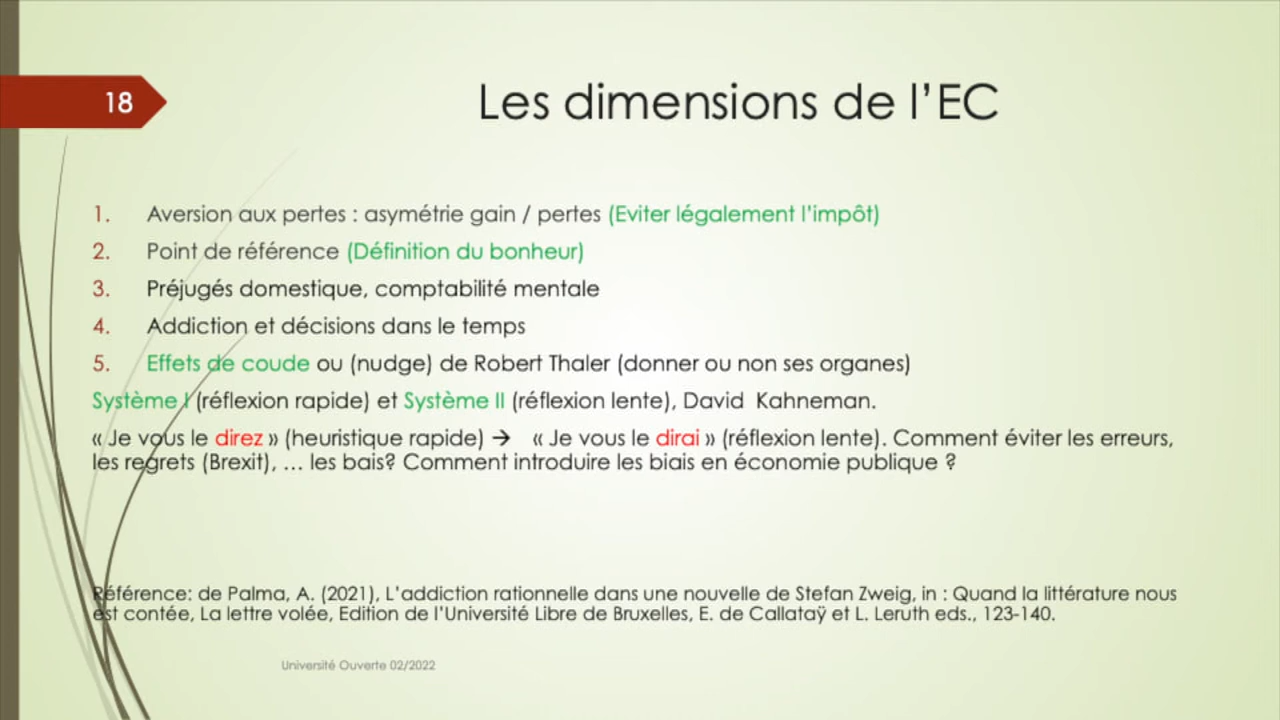 18
Les dimensions de l'EC
1. Aversion aux pertes : asymétrie gain / pertes (Eviter légalement l'impôt)
2. Point de référence (Définition du bonheur)
3. Préjugés domestique, comptabilité mentale
4. Addiction et décisions dans le temps
5. Effets de coude ou (nudge) de Robert Thaler (donner ou non ses organes)
Système I (réflexion rapide) et Système II (réflexion lente), David Kahneman.
« Je vous le direz » (heuristique rapide) → « Je vous le dirai » (réflexion lente). Comment éviter les erreurs,
les regrets (Brexit), … les bais? Comment introduire les biais en économie publique ?
Référence: de Palma, A. (2021), L'addiction rationnelle dans une nouvelle de Stefan Zweig, in : Quand la littérature nous
est contée, La lettre volée, Edition de l'Université Libre de Bruxelles, E. de Callataÿ et L. Leruth eds., 123-140.
Université Ouverte 02/2022